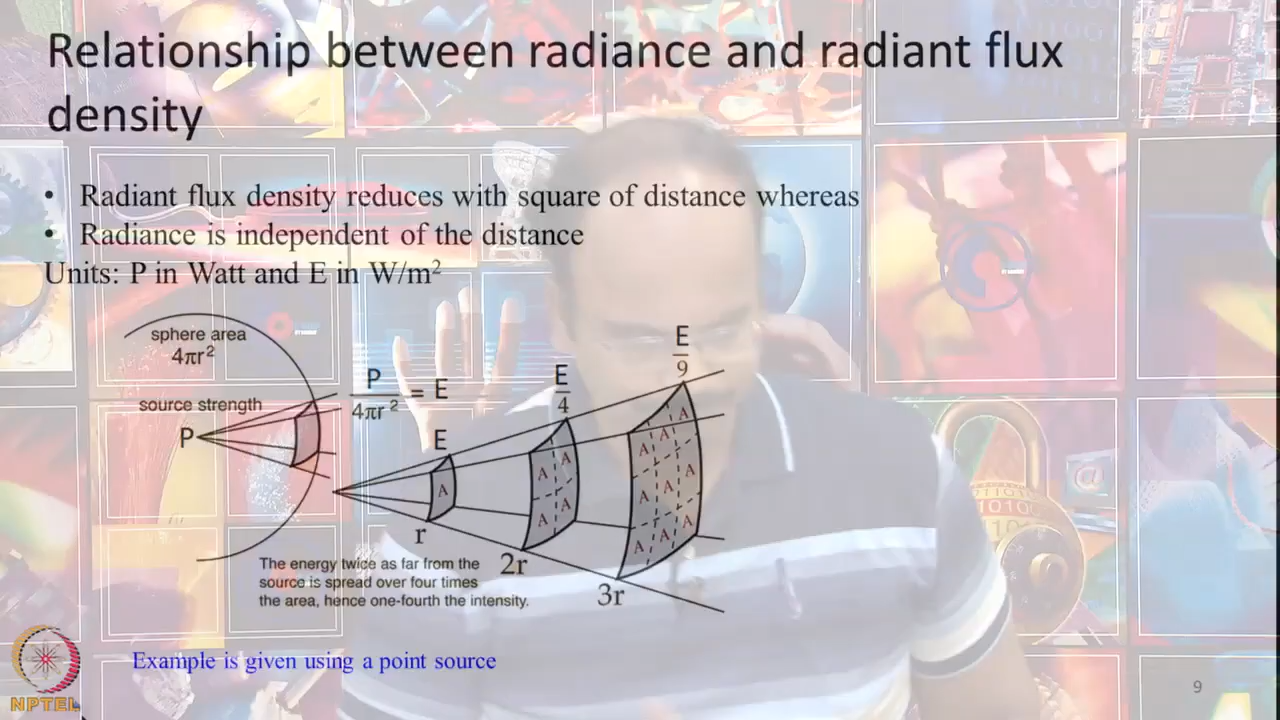 Relationship between radiance and radiant flux
density
• Radiant flux density reduces with square of distance whereas
• Radiance is independent of the distance
Units: P in Watt and E in W/m²
sphere area
4πr²
source strength
P
P
4πr²
= E
E
A
r
E
4
A A
A A
2r
E
9
A
A
A
A
A
A
A
A
A
3r
The energy twice as far from the
source is spread over four times
the area, hence one-fourth the intensity.
Example is given using a point source
NPTEL
9